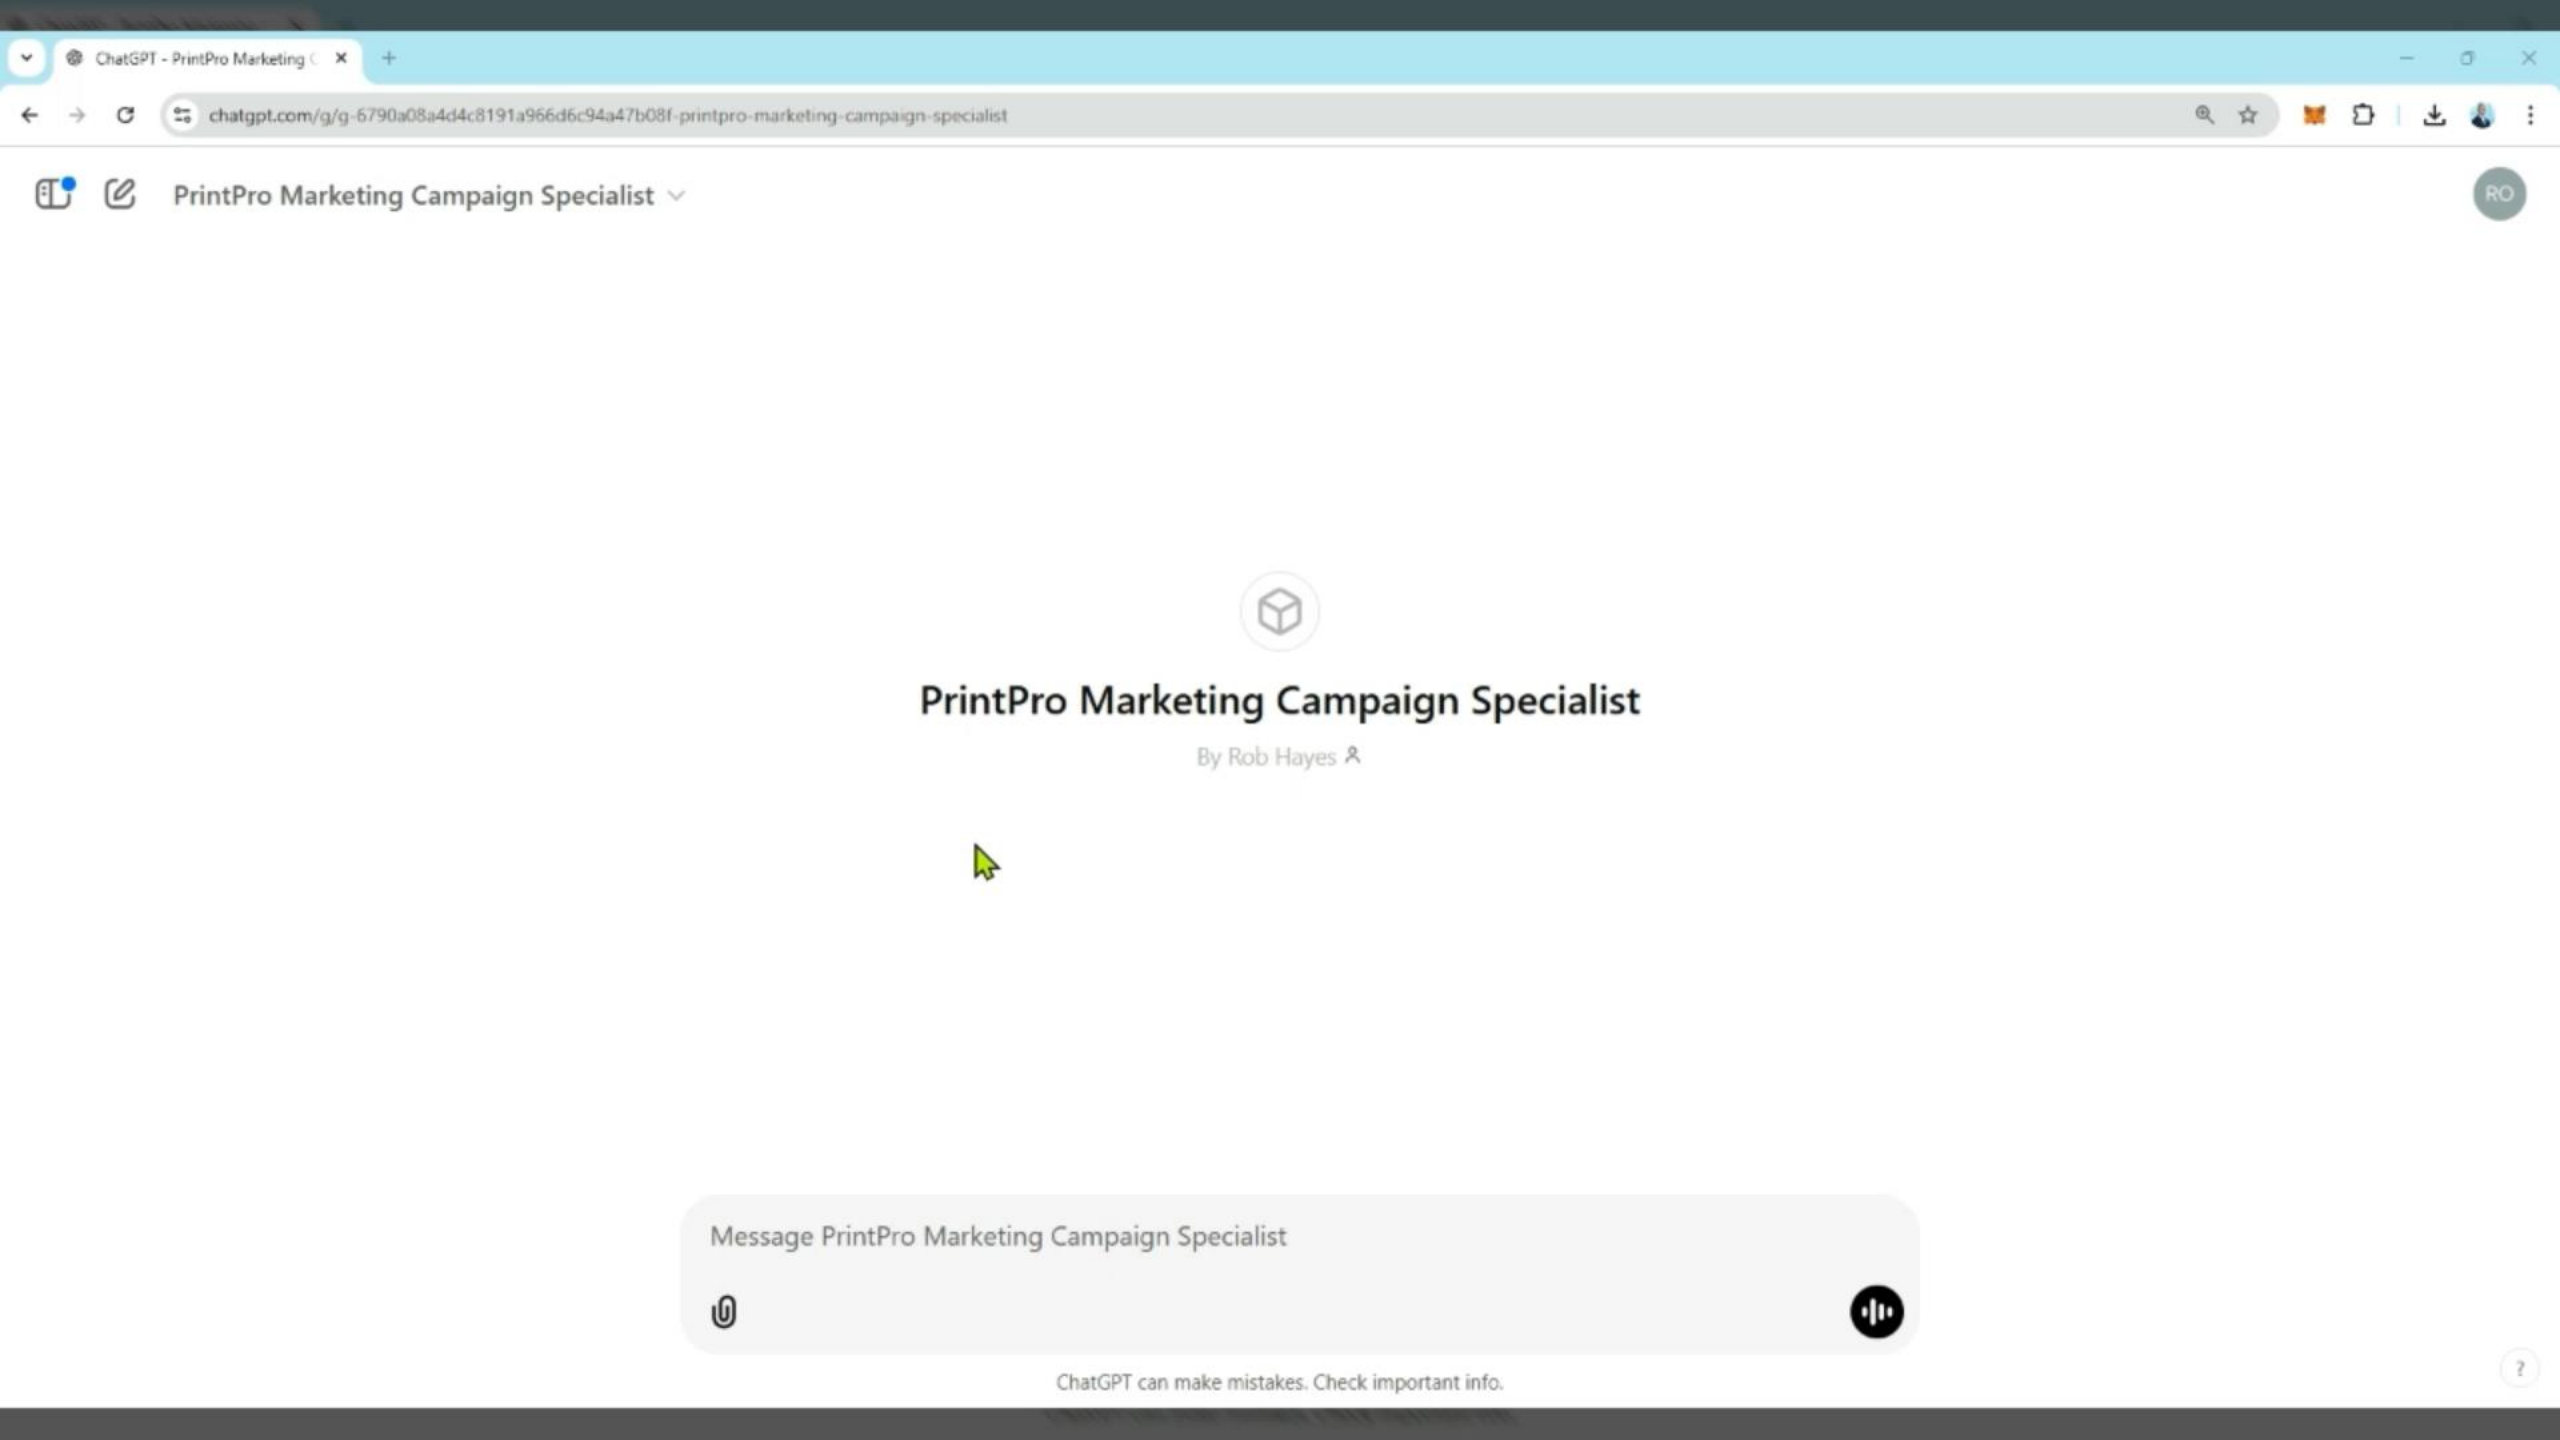 ChatGPT - PrintPro Marketing
chatgpt.com/g/g-6790a08a4d4c8191a966d6c94a47b08f-printpro-marketing-campaign-specialist
PrintPro Marketing Campaign Specialist
RO
PrintPro Marketing Campaign Specialist
By Rob Hayes
Message PrintPro Marketing Campaign Specialist
ChatGPT can make mistakes. Check important info.
?